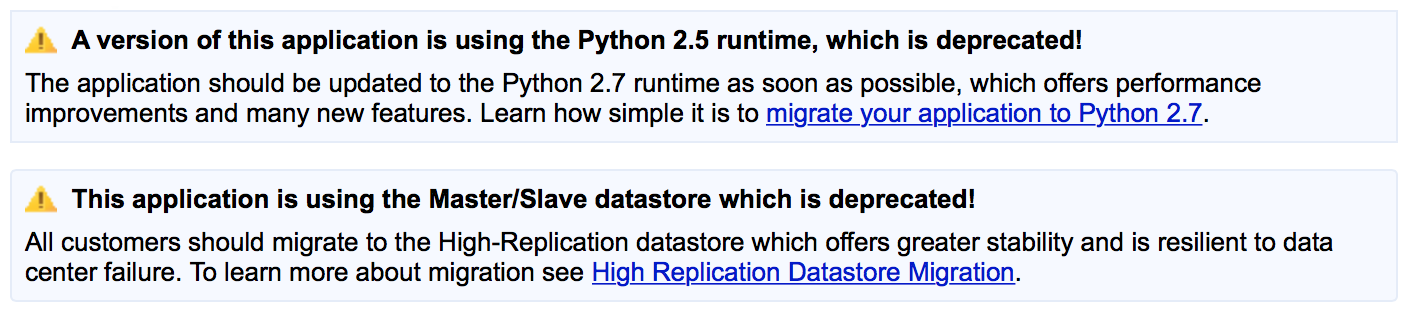 A version of this application is using the Python 2.5 runtime, which is deprecated!
The application should be updated to the Python 2.7 runtime as soon as possible, which offers performance
improvements and many new features. Learn how simple it is to migrate your application to Python 2.7.
This application is using the Master/Slave datastore which is deprecated!
All customers should migrate to the High-Replication datastore which offers greater stability and is resilient to data
center failure. To learn more about migration see High Replication Datastore Migration.